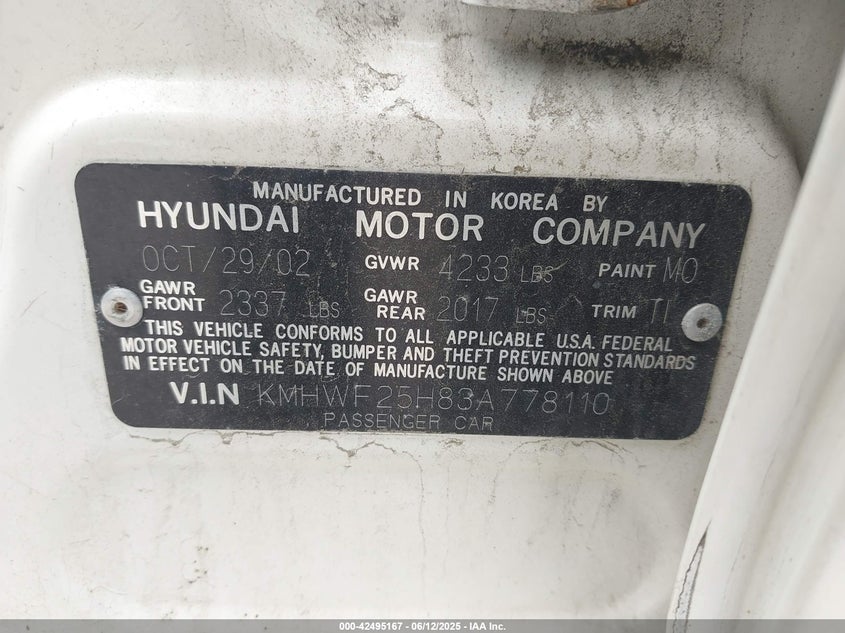 MANUFACTURED IN KOREA BY
HYUNDAI MOTOR COMPANY
OCT/29/02 GVWR 4233 LBS PAINT MO
GAWR FRONT 2337 LBS GAWR REAR 2017 LBS TRIM TI
THIS VEHICLE CONFORMS TO ALL APPLICABLE U.S.A. FEDERAL
MOTOR VEHICLE SAFETY, BUMPER AND THEFT PREVENTION STANDARDS
IN EFFECT ON THE DATE OF MANUFACTURE SHOWN ABOVE
V.I.N KMHWF25H83A778110
PASSENGER CAR
000-42495167 - 06/12/2025 - IAA Inc.